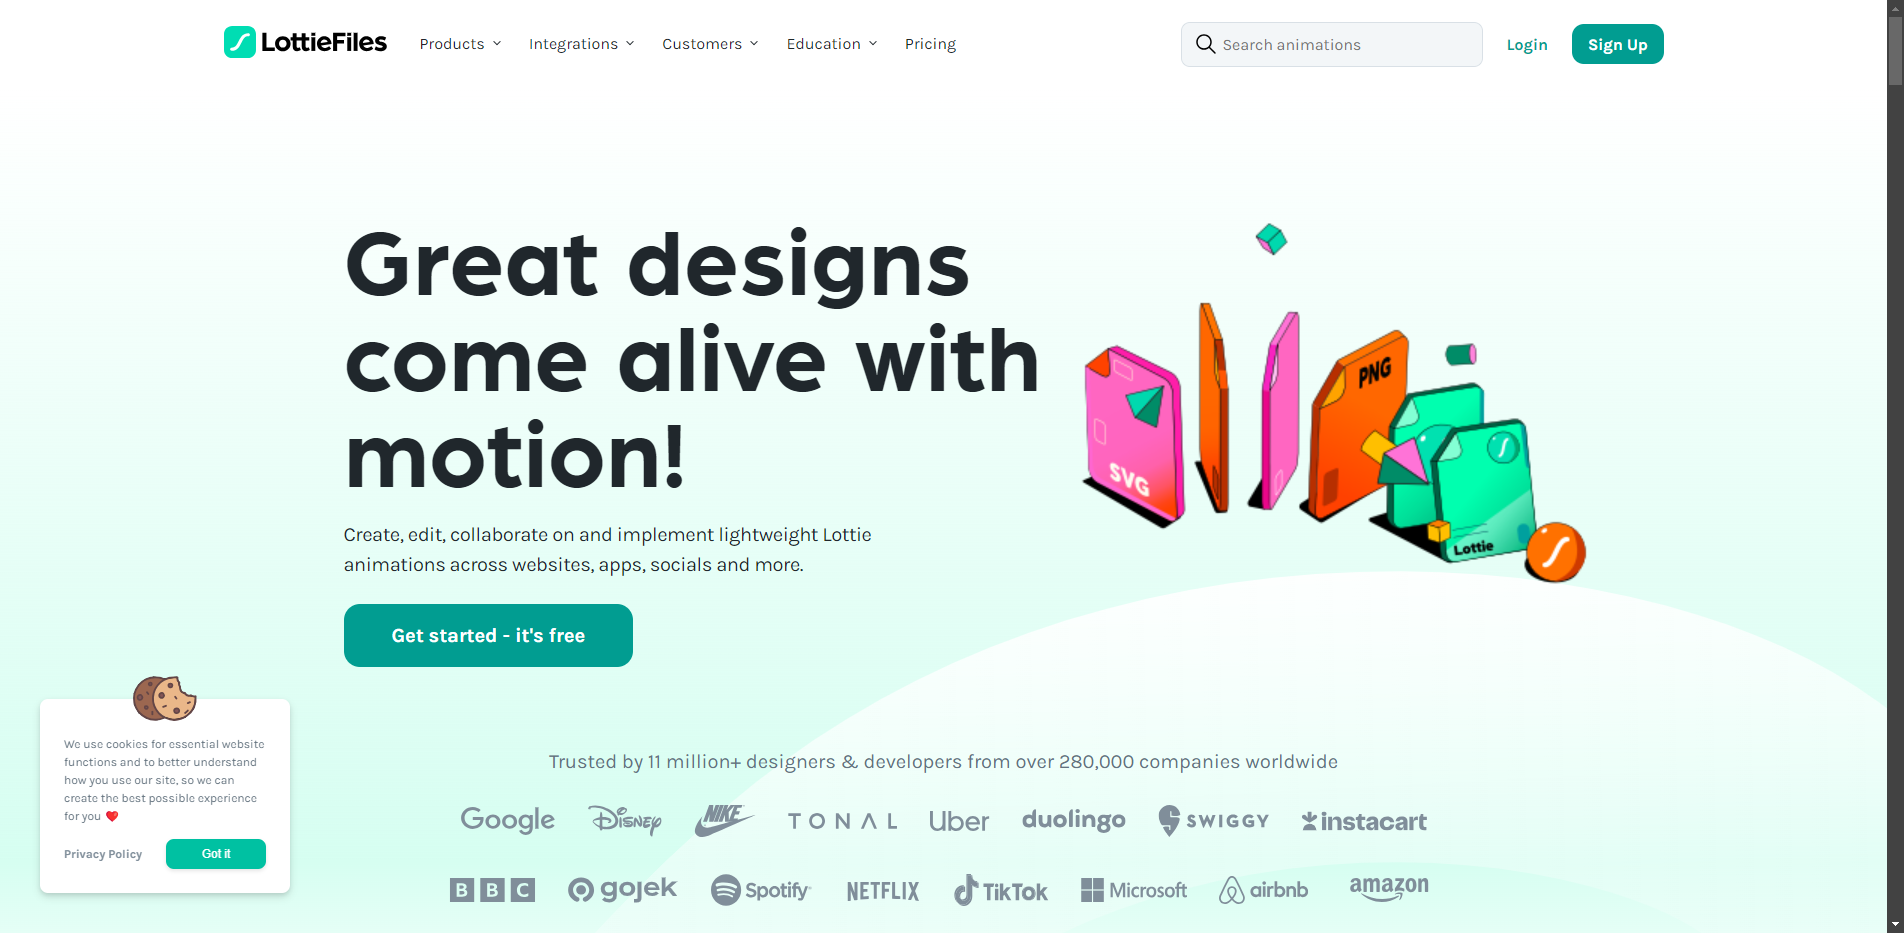 LottieFiles Products Integrations Customers Education Pricing Search animations Login Sign Up
Great designs
come alive with
motion!
SVG
PNG
Lottie
Create, edit, collaborate on and implement lightweight Lottie
animations across websites, apps, socials and more.
Get started - it's free
We use cookies for essential website
functions and to better understand
how you use our site, so we can
create the best possible experience
for you ❤️
Privacy Policy Got it
Trusted by 11 million+ designers & developers from over 280,000 companies worldwide
Google Disney NIKE TONAL Uber duolingo SWIGGY instacart
BBC gojek Spotify NETFLIX TikTok Microsoft airbnb amazon